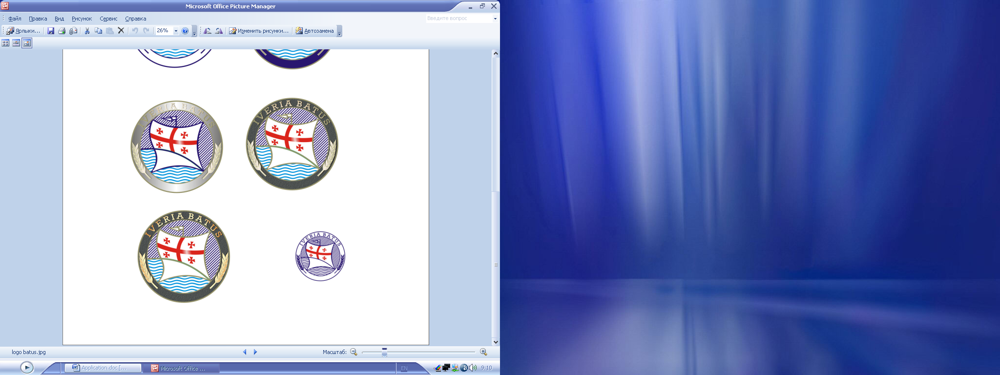 Microsoft Office Picture Manager
Файл Правка Вид Рисунок Сервис Справка
Введите вопрос
Ярлыки... 26% Изменить рисунки... Автозамена
IVERIA BATUS
IVERIA BATUS
IVERIA BATUS
IVERIA BATUS
logo batus.jpg
Масштаб:
Application.doc [...
Microsoft Office ...
EN
9:10